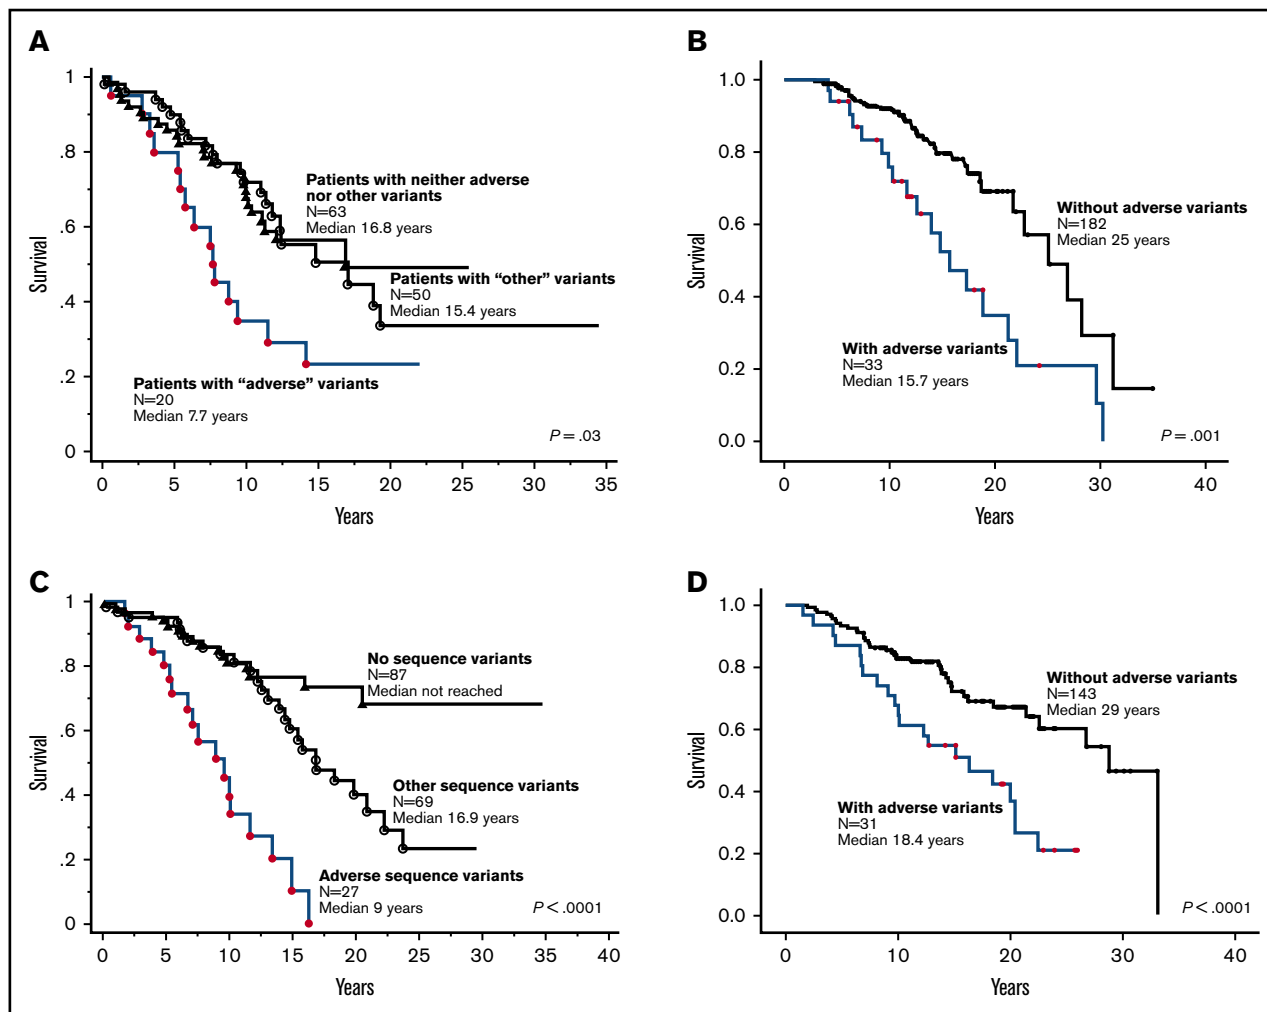 A
1
.8
.6
.4
.2
0
Survival
Patients with neither adverse
nor other variants
N=63
Median 16.8 years
Patients with “other” variants
N=50
Median 15.4 years
Patients with “adverse” variants
N=20
Median 7.7 years
P = .03
0 5 10 15 20 25 30 35
Years
B
1.0
0.8
0.6
0.4
0.2
0.0
Survival
Without adverse variants
N=182
Median 25 years
With adverse variants
N=33
Median 15.7 years
P = .001
0 10 20 30 40
Years
C
1
.8
.6
.4
.2
0
Survival
No sequence variants
N=87
Median not reached
Other sequence variants
N=69
Median 16.9 years
Adverse sequence variants
N=27
Median 9 years
P < .0001
0 5 10 15 20 25 30 35 40
Years
D
1.0
0.8
0.6
0.4
0.2
0.0
Survival
Without adverse variants
N=143
Median 29 years
With adverse variants
N=31
Median 18.4 years
P < .0001
0 10 20 30 40
Years